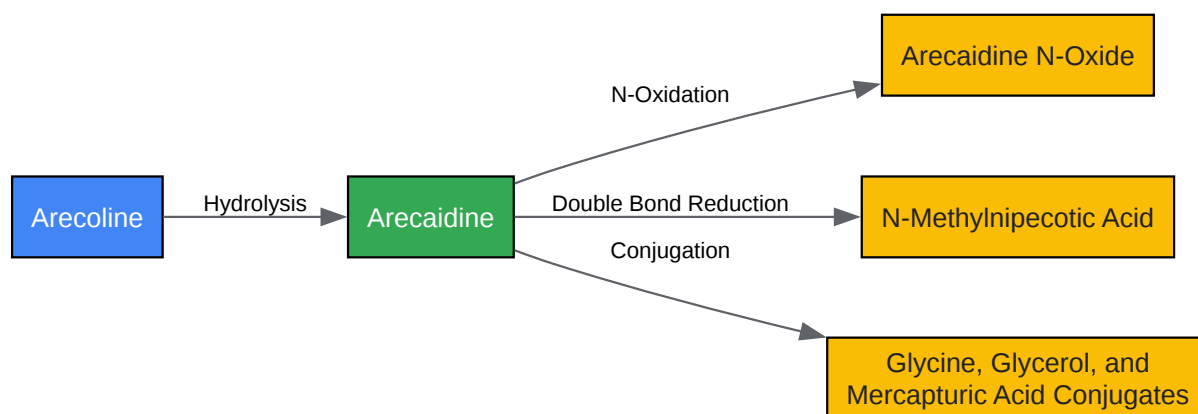 Arecoline
Hydrolysis
Arecaidine
N-Oxidation
Arecaidine N-Oxide
Double Bond Reduction
N-Methylnipecotic Acid
Conjugation
Glycine, Glycerol, and
Mercapturic Acid Conjugates